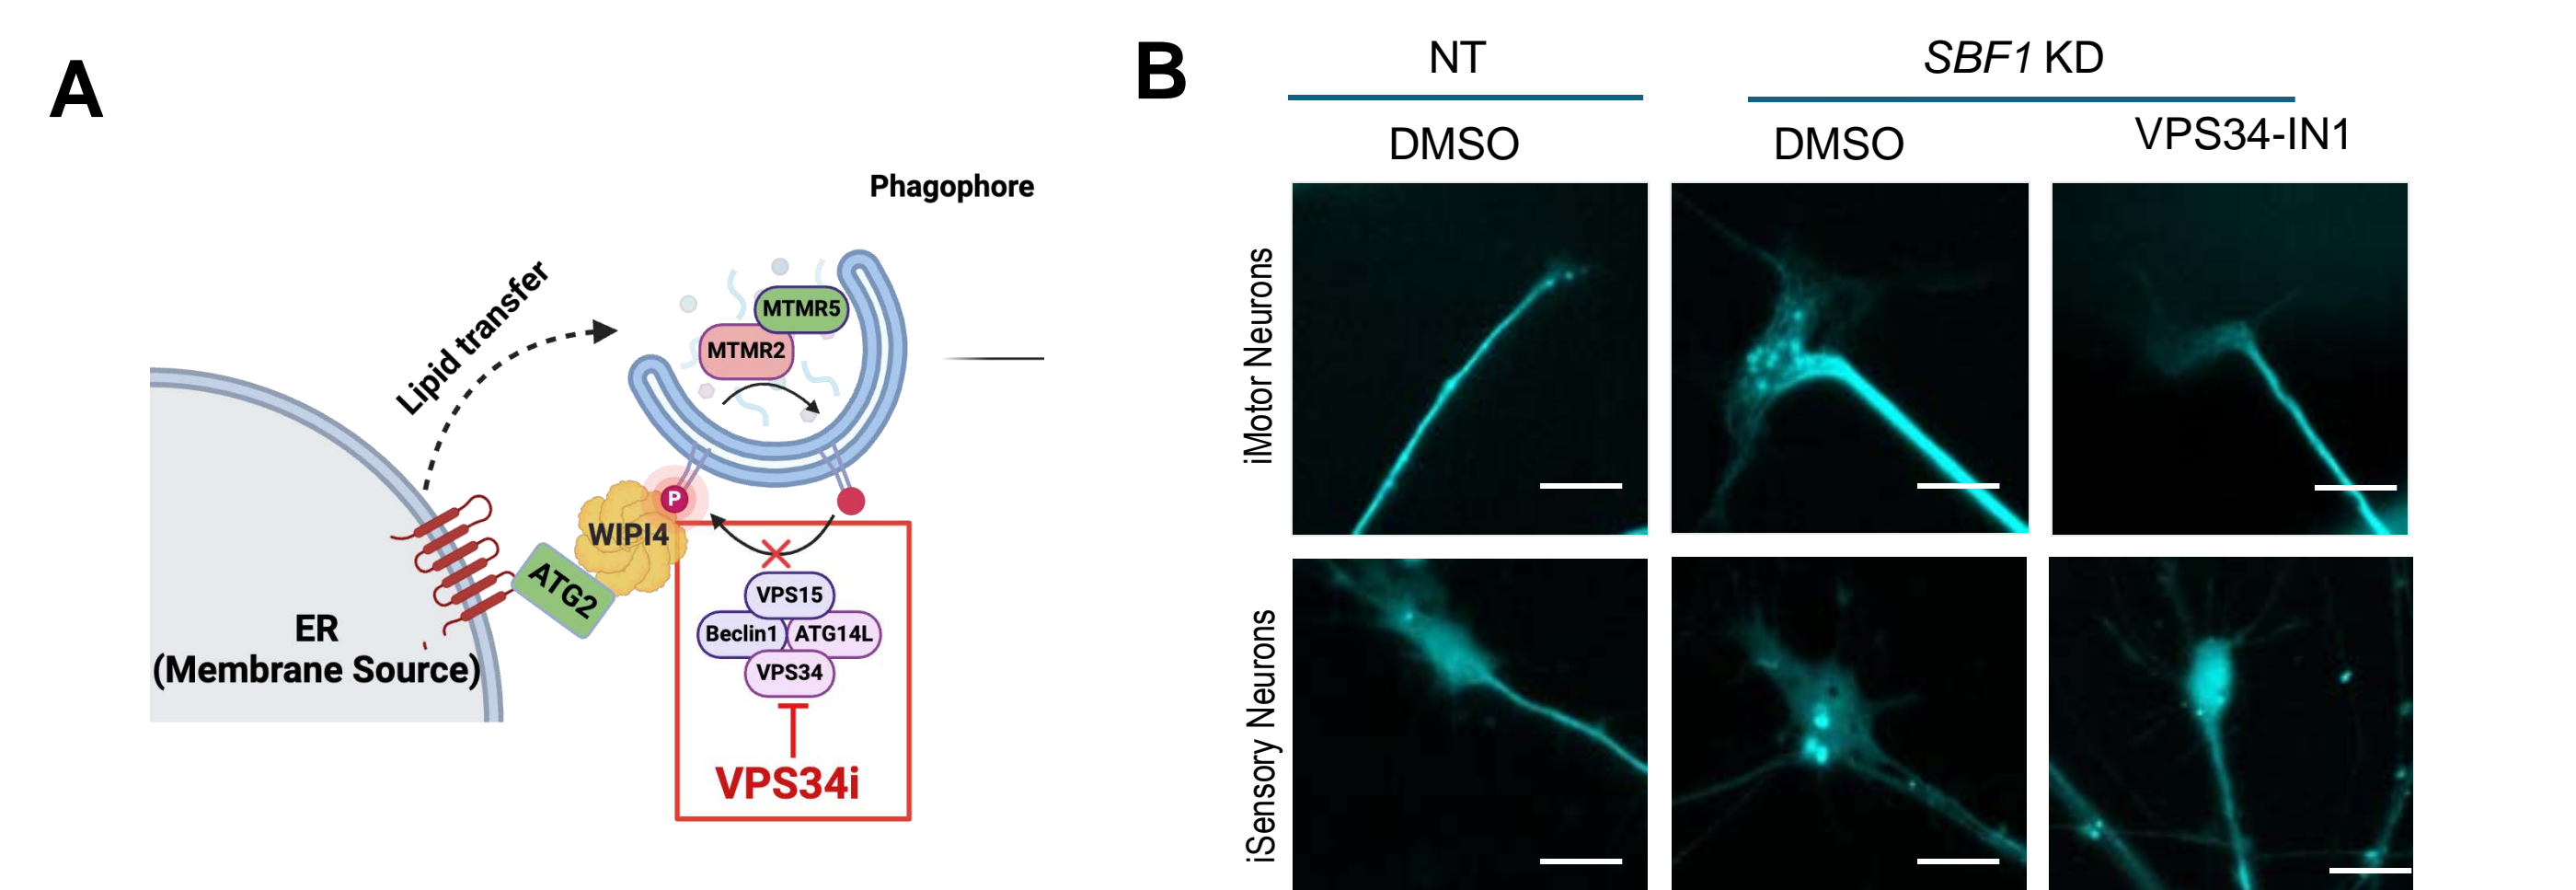 A
Phagophore
Lipid transfer
MTMR5
MTMR2
P
WIPI4
ATG2
ER
(Membrane Source)
VPS15
Beclin1
ATG14L
VPS34
VPS34i
B
NT
SBF1 KD
DMSO
DMSO
VPS34-IN1
iMotor Neurons
iSensory Neurons